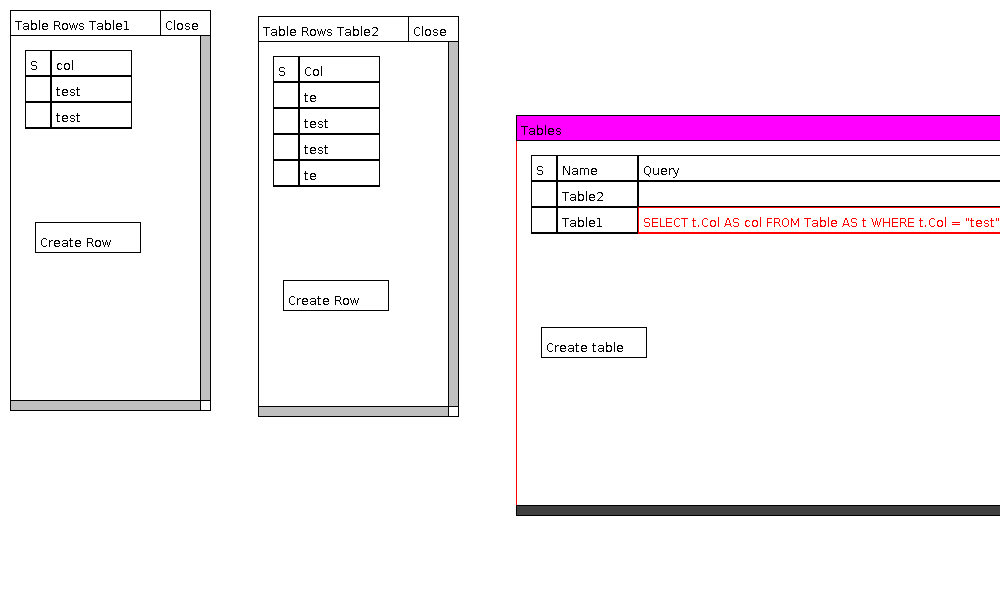 Table Rows Table1 Close
S col
test
test
Create Row
Table Rows Table2 Close
S Col
te
test
test
te
Create Row
Tables
S Name Query
Table2
Table1 SELECT t.Col AS col FROM Table AS t WHERE t.Col = "test"
Create table